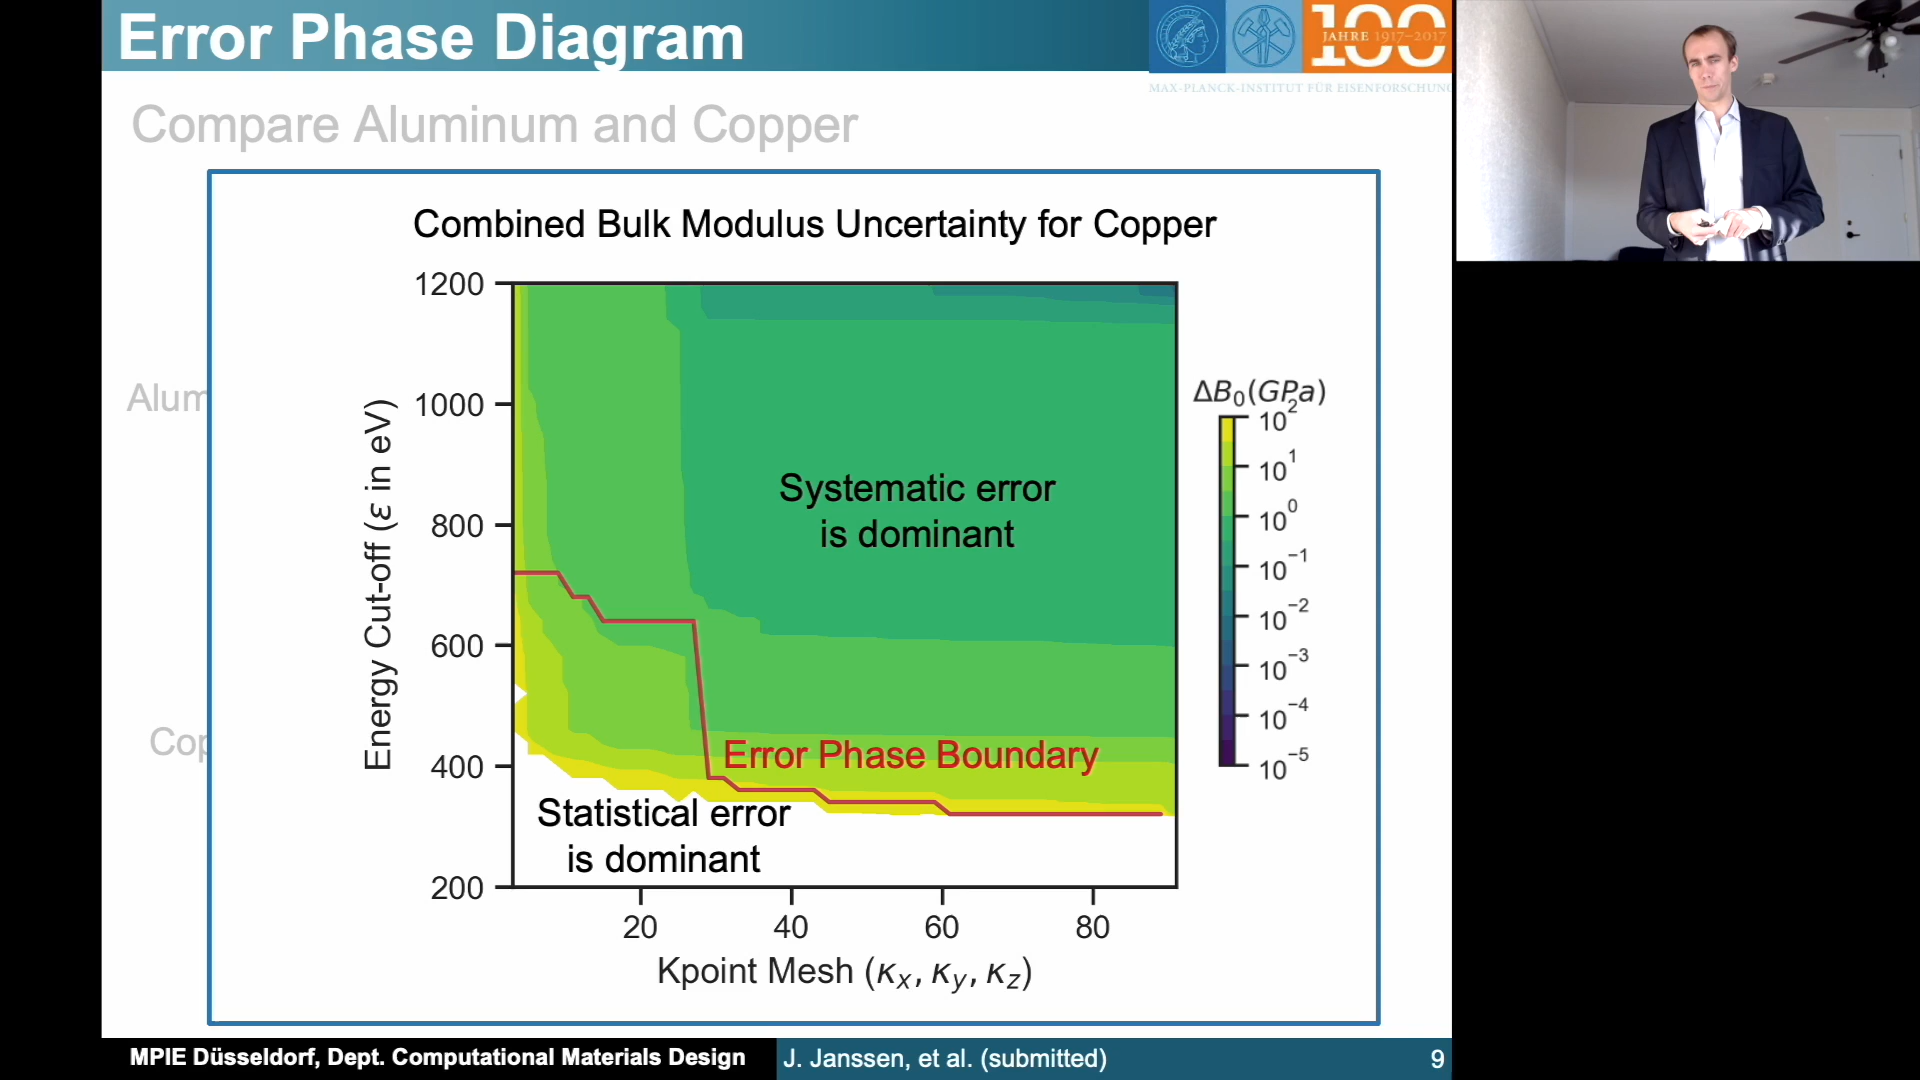 Error Phase Diagram
100
JAHRE 1917–2017
MAX-PLANCK-INSTITUT FÜR EISENFORSCHUNG
Compare Aluminum and Copper
Combined Bulk Modulus Uncertainty for Copper
1200
1000
800
600
400
200
Energy Cut-off (ε in eV)
Alum
Cop
Systematic error
is dominant
Error Phase Boundary
Statistical error
is dominant
ΔB₀(GPa)
10²
10¹
10⁰
10⁻¹
10⁻²
10⁻³
10⁻⁴
10⁻⁵
20 40 60 80
Kpoint Mesh (κₓ, κᵧ, κ_z)
MPIE Düsseldorf, Dept. Computational Materials Design
J. Janssen, et al. (submitted)
9